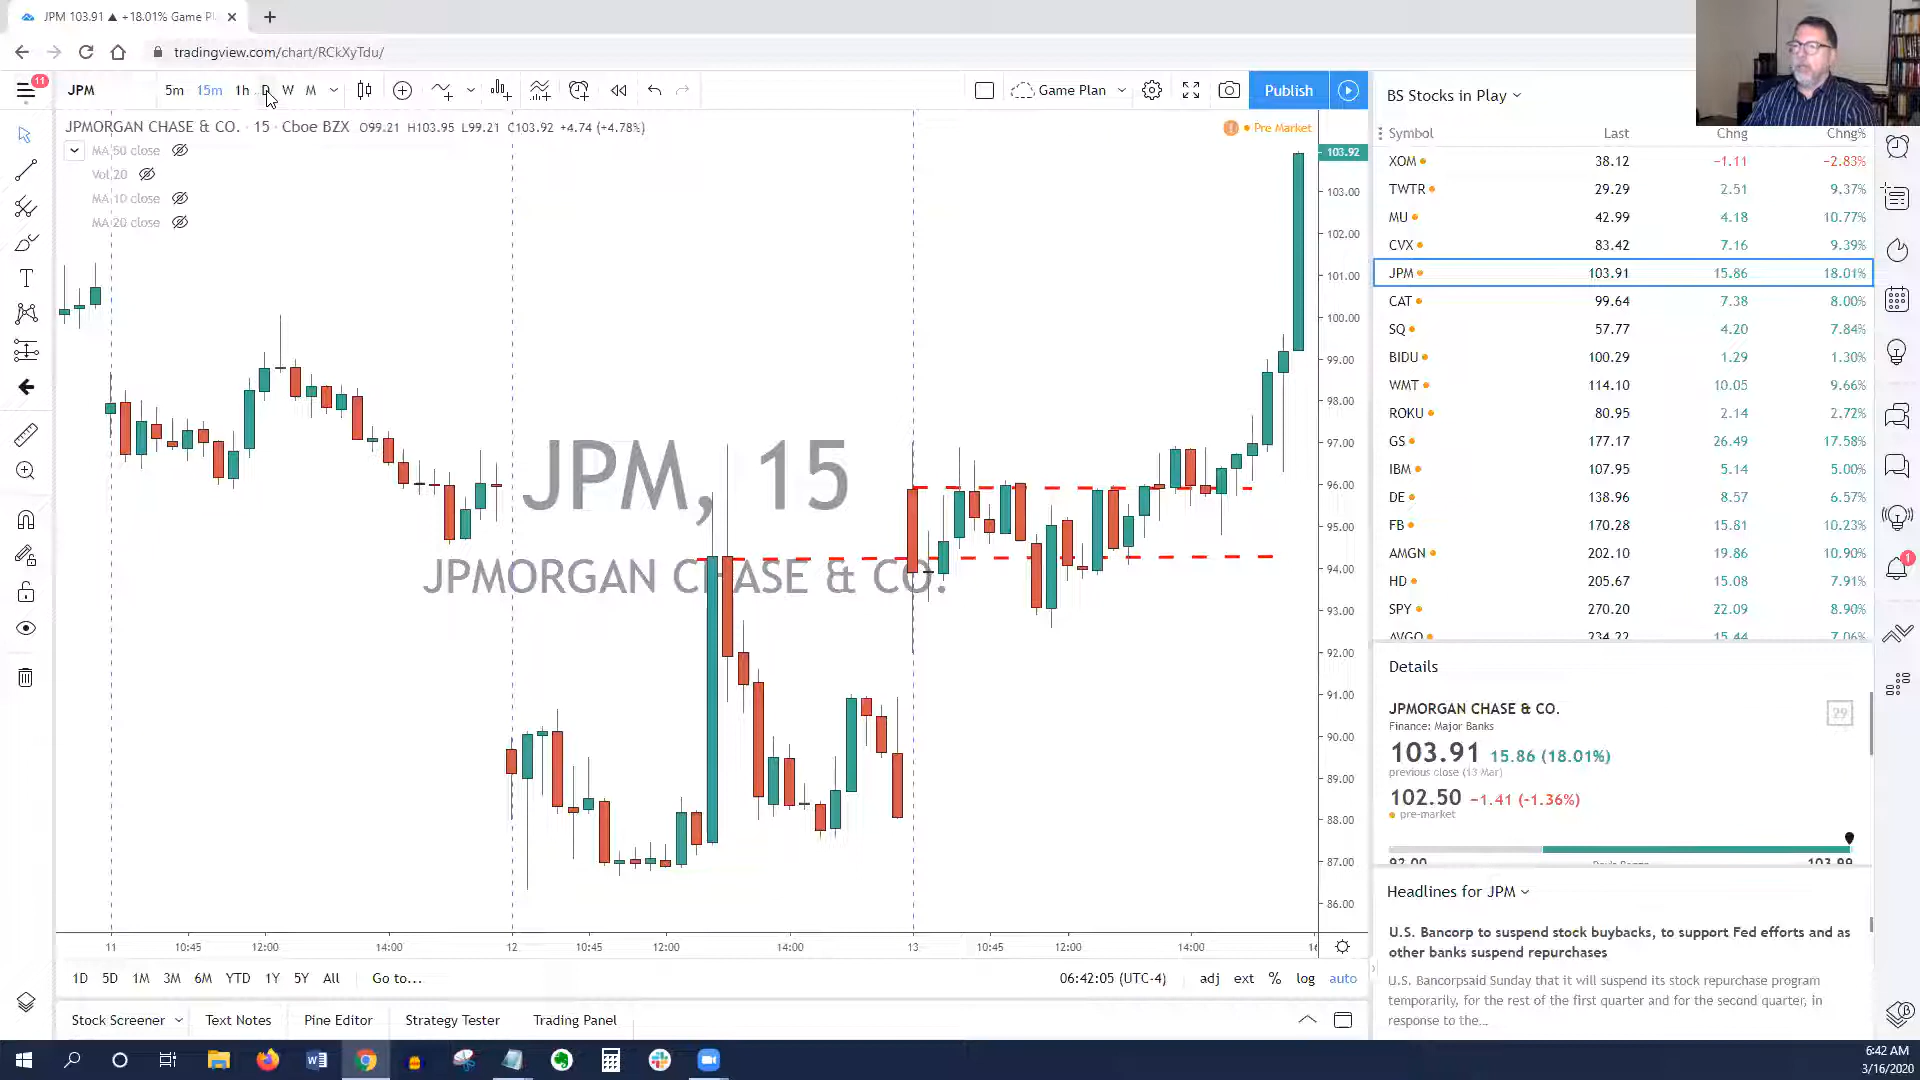 JPM 103.91 ▲ +18.01% Game Pl
tradingview.com/chart/RCkXyTdu/
11
JPM 5m 15m 1h D W M
Game Plan Publish
JPMORGAN CHASE & CO. · 15 · Cboe BZX O99.21 H103.95 L99.21 C103.92 +4.74 (+4.78%)
Pre Market
MA 50 close
Vol 20
MA 10 close
MA 20 close
JPM, 15
JPMORGAN CHASE & CO.
103.92
103.00
102.00
101.00
100.00
99.00
98.00
97.00
96.00
95.00
94.00
93.00
92.00
91.00
90.00
89.00
88.00
87.00
86.00
11 10:45 12:00 14:00 12 10:45 12:00 14:00 13 10:45 12:00 14:00 16
1D 5D 1M 3M 6M YTD 1Y 5Y All Go to...
06:42:05 (UTC-4) adj ext % log auto
Stock Screener Text Notes Pine Editor Strategy Tester Trading Panel
BS Stocks in Play
Symbol Last Chng Chng%
XOM 38.12 −1.11 −2.83%
TWTR 29.29 2.51 9.37%
MU 42.99 4.18 10.77%
CVX 83.42 7.16 9.39%
JPM 103.91 15.86 18.01%
CAT 99.64 7.38 8.00%
SQ 57.77 4.20 7.84%
BIDU 100.29 1.29 1.30%
WMT 114.10 10.05 9.66%
ROKU 80.95 2.14 2.72%
GS 177.17 26.49 17.58%
IBM 107.95 5.14 5.00%
DE 138.96 8.57 6.57%
FB 170.28 15.81 10.23%
AMGN 202.10 19.86 10.90%
HD 205.67 15.08 7.91%
SPY 270.20 22.09 8.90%
AVGO 234.22 15.44 7.06%
1
Details
JPMORGAN CHASE & CO.
29
Finance: Major Banks
103.91 15.86 (18.01%)
previous close (13 Mar)
102.50 −1.41 (-1.36%)
pre-market
92.00 103.99
Headlines for JPM
U.S. Bancorp to suspend stock buybacks, to support Fed efforts and as
other banks suspend repurchases
U.S. Bancorpsaid Sunday that it will suspend its stock repurchase program
temporarily, for the rest of the first quarter and for the second quarter, in
response to the...
6:42 AM
3/16/2020